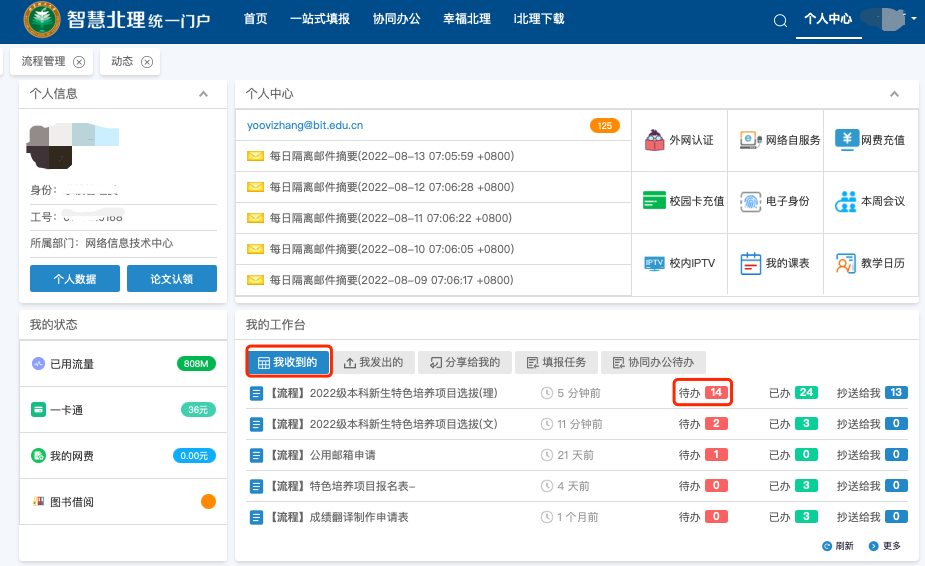 智慧北理统一门户 首页 一站式填报 协同办公 幸福北理 i北理下载 个人中心
流程管理 动态
个人信息
身份：
工号：
所属部门：网络信息技术中心
个人数据 论文认领
个人中心
yoovizhang@bit.edu.cn 125
每日隔离邮件摘要(2022-08-13 07:05:59 +0800)
每日隔离邮件摘要(2022-08-12 07:06:28 +0800)
每日隔离邮件摘要(2022-08-11 07:06:22 +0800)
每日隔离邮件摘要(2022-08-10 07:06:05 +0800)
每日隔离邮件摘要(2022-08-09 07:06:17 +0800)
外网认证 网络自服务 网费充值
校园卡充值 电子身份 本周会议
IPTV 校内IPTV 我的课表 教学日历
我的状态
已用流量 808M
一卡通 36元
我的网费 0.00元
图书借阅
我的工作台
我收到的 我发出的 分享给我的 填报任务 协同办公待办
【流程】2022级本科新生特色培养项目选拔(理) 5 分钟前 待办 14 已办 24 抄送给我 13
【流程】2022级本科新生特色培养项目选拔(文) 11 分钟前 待办 2 已办 3 抄送给我 0
【流程】公用邮箱申请 21 天前 待办 1 已办 0 抄送给我 0
【流程】特色培养项目报名表- 4 天前 待办 0 已办 3 抄送给我 0
【流程】成绩翻译制作申请表 1 个月前 待办 0 已办 3 抄送给我 0
刷新 更多